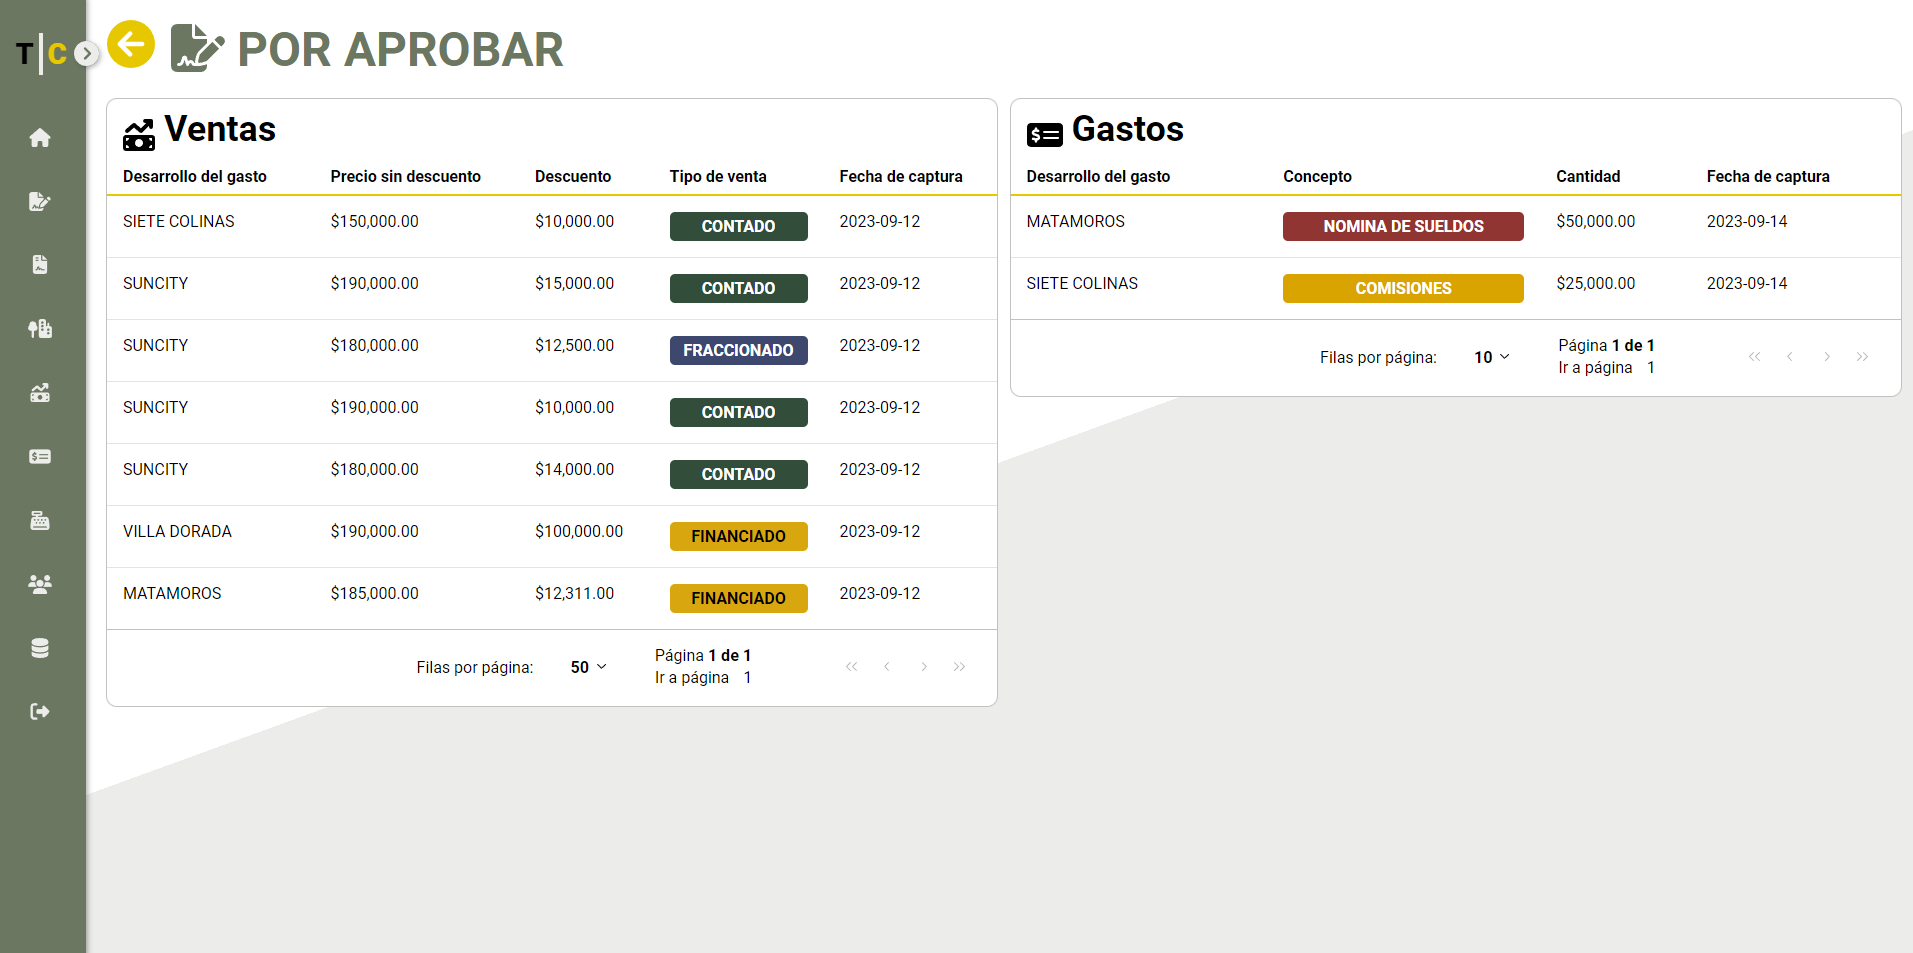 T|C
POR APROBAR
Ventas
Desarrollo del gasto Precio sin descuento Descuento Tipo de venta Fecha de captura
SIETE COLINAS $150,000.00 $10,000.00 CONTADO 2023-09-12
SUNCITY $190,000.00 $15,000.00 CONTADO 2023-09-12
SUNCITY $180,000.00 $12,500.00 FRACCIONADO 2023-09-12
SUNCITY $190,000.00 $10,000.00 CONTADO 2023-09-12
SUNCITY $180,000.00 $14,000.00 CONTADO 2023-09-12
VILLA DORADA $190,000.00 $100,000.00 FINANCIADO 2023-09-12
MATAMOROS $185,000.00 $12,311.00 FINANCIADO 2023-09-12
Filas por página: 50 Página 1 de 1
Ir a página 1
Gastos
Desarrollo del gasto Concepto Cantidad Fecha de captura
MATAMOROS NOMINA DE SUELDOS $50,000.00 2023-09-14
SIETE COLINAS COMISIONES $25,000.00 2023-09-14
Filas por página: 10 Página 1 de 1
Ir a página 1